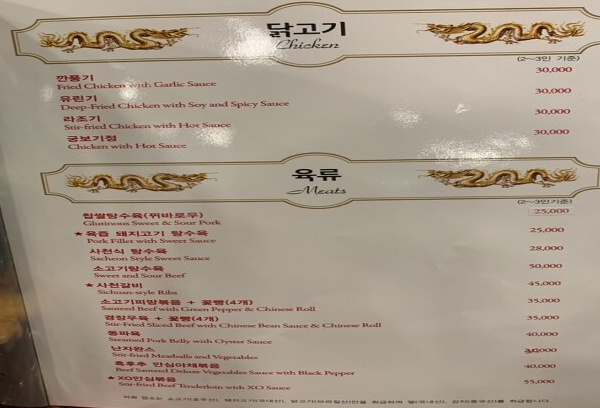 닭고기
Chicken
(2~3인 기준)
깐풍기 30,000
Fried Chicken with Garlic Sauce
유린기 30,000
Deep-Fried Chicken with Soy and Spicy Sauce
라조기 30,000
Stir-fried Chicken with Hot Sauce
궁보기정 30,000
Chicken with Hot Sauce
육류
Meats
(2~3인기준)
찹쌀탕수육(꿔바로우) 25,000
Glutinous Sweet & Sour Pork
★ 육즙 돼지고기 탕수육 25,000
Pork Fillet with Sweet Sauce
사천식 탕수육 28,000
Sacheon Style Sweet Sauce
소고기탕수육 50,000
Sweet and Sour Beef
★ 사천갈비 45,000
Sichuan-style Ribs
소고기피망볶음 + 꽃빵(4개) 35,000
Sauteed Beef with Green Pepper & Chinese Roll
경장우육 + 꽃빵(4개) 35,000
Stir-Fried Sliced Beef with Chinese Bean Sauce & Chinese Roll
동파육 40,000
Steamed Pork Belly with Oyster Sauce
난자완스
Stir-fried Meatballs and Vegetables
흑후추 안심야채볶음 40,000
Beef Sauteed Deluxe Vegetables Sauce with Black Pepper
★ XO안심볶음 55,000
Stir-fried Beef Tenderloin with XO Sauce